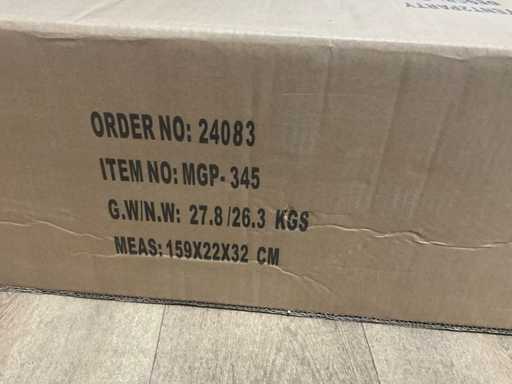 ORDER NO: 24083
ITEM NO: MGP-345
G.W/N.W: 27.8/26.3 KGS
MEAS: 159X22X32 CM